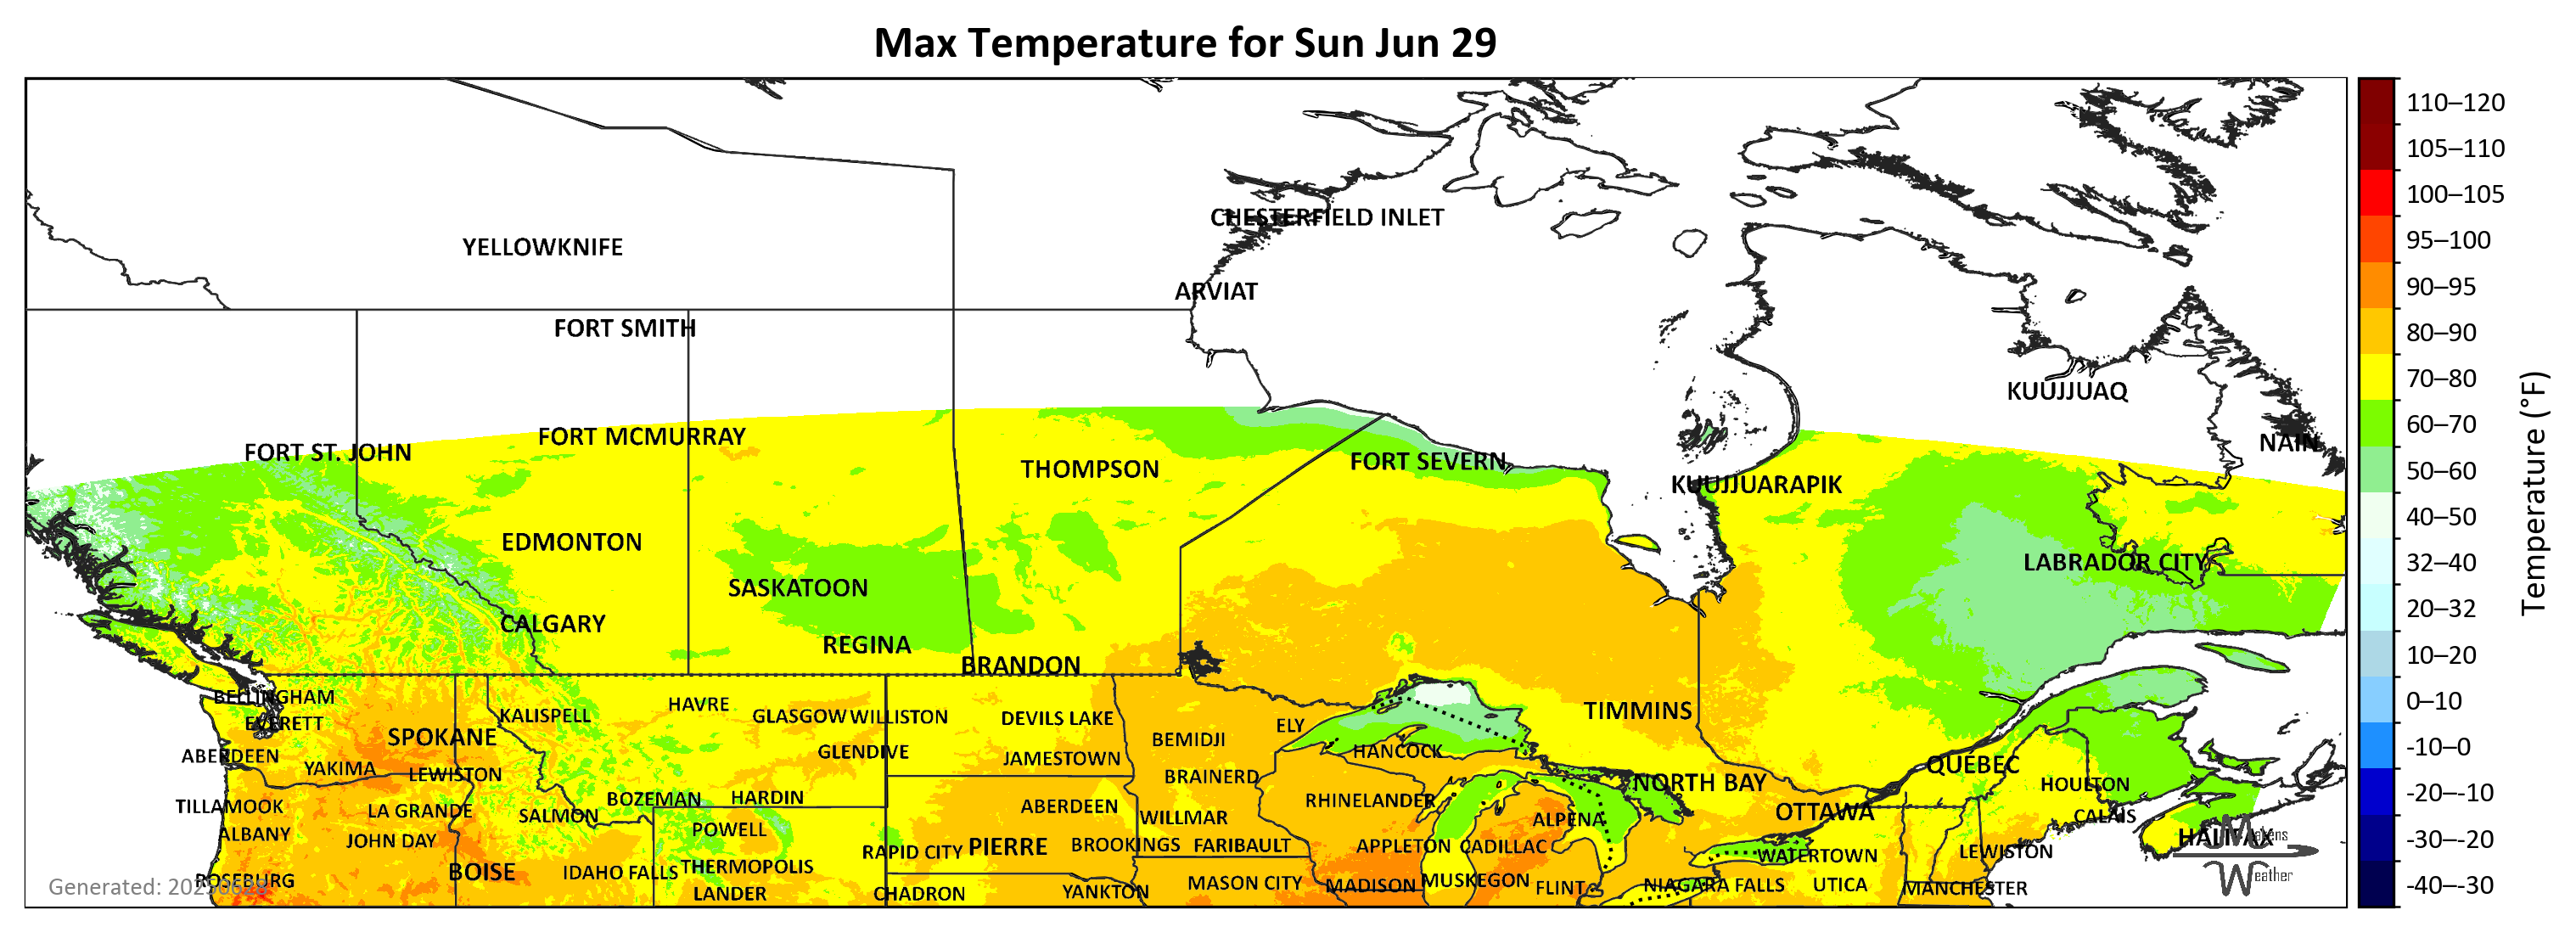 Max Temperature for Sun Jun 29
110–120
105–110
100–105
95–100
90–95
80–90
70–80
60–70
50–60
40–50
32–40
20–32
10–20
0–10
-10–0
-20–-10
-30–-20
-40–-30
Temperature (°F)
CHESTERFIELD INLET
YELLOWKNIFE
ARVIAT
FORT SMITH
KUUJJUAQ
FORT MCMURRAY
NAIN
FORT ST. JOHN
FORT SEVERN
THOMPSON
KUUJJUARAPIK
EDMONTON
LABRADOR CITY
SASKATOON
CALGARY
REGINA
BRANDON
BELLINGHAM
HAVRE
TIMMINS
KALISPELL
GLASGOW
WILLISTON
DEVILS LAKE
EVERETT
ELY
SPOKANE
BEMIDJI
GLENDIVE
HANCOCK
ABERDEEN
JAMESTOWN
QUÉBEC
YAKIMA
LEWISTON
BRAINERD
NORTH BAY
HOULTON
BOZEMAN
HARDIN
RHINELANDER
TILLAMOOK
ABERDEEN
LA GRANDE
OTTAWA
SALMON
WILLMAR
CALAIS
ALPENA
POWELL
ALBANY
HALIFAX
JOHN DAY
BROOKINGS
FARIBAULT
APPLETON
CADILLAC
PIERRE
RAPID CITY
LEWISTON
WATERTOWN
THERMOPOLIS
BOISE
IDAHO FALLS
ROSEBURG
MUSKEGON
MASON CITY
MADISON
NIAGARA FALLS
UTICA
FLINT
MANCHESTER
YANKTON
LANDER
CHADRON
Makens
Weather